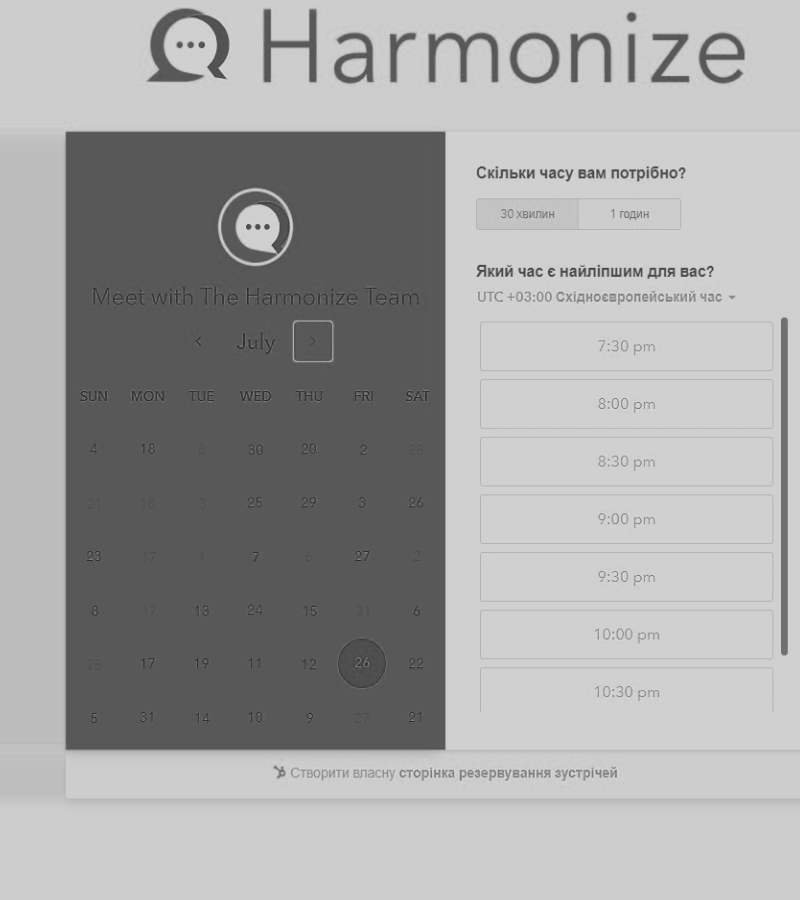 Harmonize
Meet with The Harmonize Team
July
SUN MON TUE WED THU FRI SAT
4 18 30 20 2 28
21 18 3 25 29 3 26
23 17 1 7 6 27 2
8 17 13 24 15 31 6
28 17 19 11 12 26 22
5 31 14 10 9 27 21
Скільки часу вам потрібно?
30 хвилин
1 годин
Який час є найліпшим для вас?
UTC +03:00 Східноєвропейський час
7:30 pm
8:00 pm
8:30 pm
9:00 pm
9:30 pm
10:00 pm
10:30 pm
Створити власну сторінка резервування зустрічей